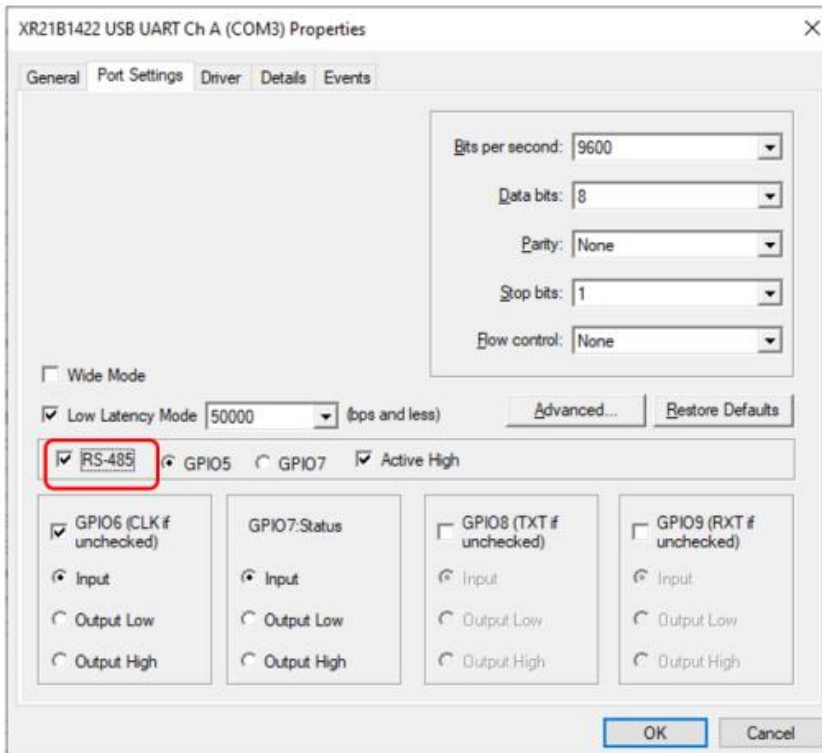 XR21B1422 USB UART Ch A (COM3) Properties
General Port Settings Driver Details Events
Bits per second: 9600
Data bits: 8
Parity: None
Stop bits: 1
Flow control: None
Wide Mode
Low Latency Mode 50000 (bps and less)
Advanced... Restore Defaults
RS-485 GPIO5 GPIO7 Active High
GPIO6 (CLK if
unchecked)
Input
Output Low
Output High
GPIO7:Status
Input
Output Low
Output High
GPIO8 (TXT if
unchecked)
Input
Output Low
Output High
GPIO9 (RXT if
unchecked)
Input
Output Low
Output High
OK Cancel